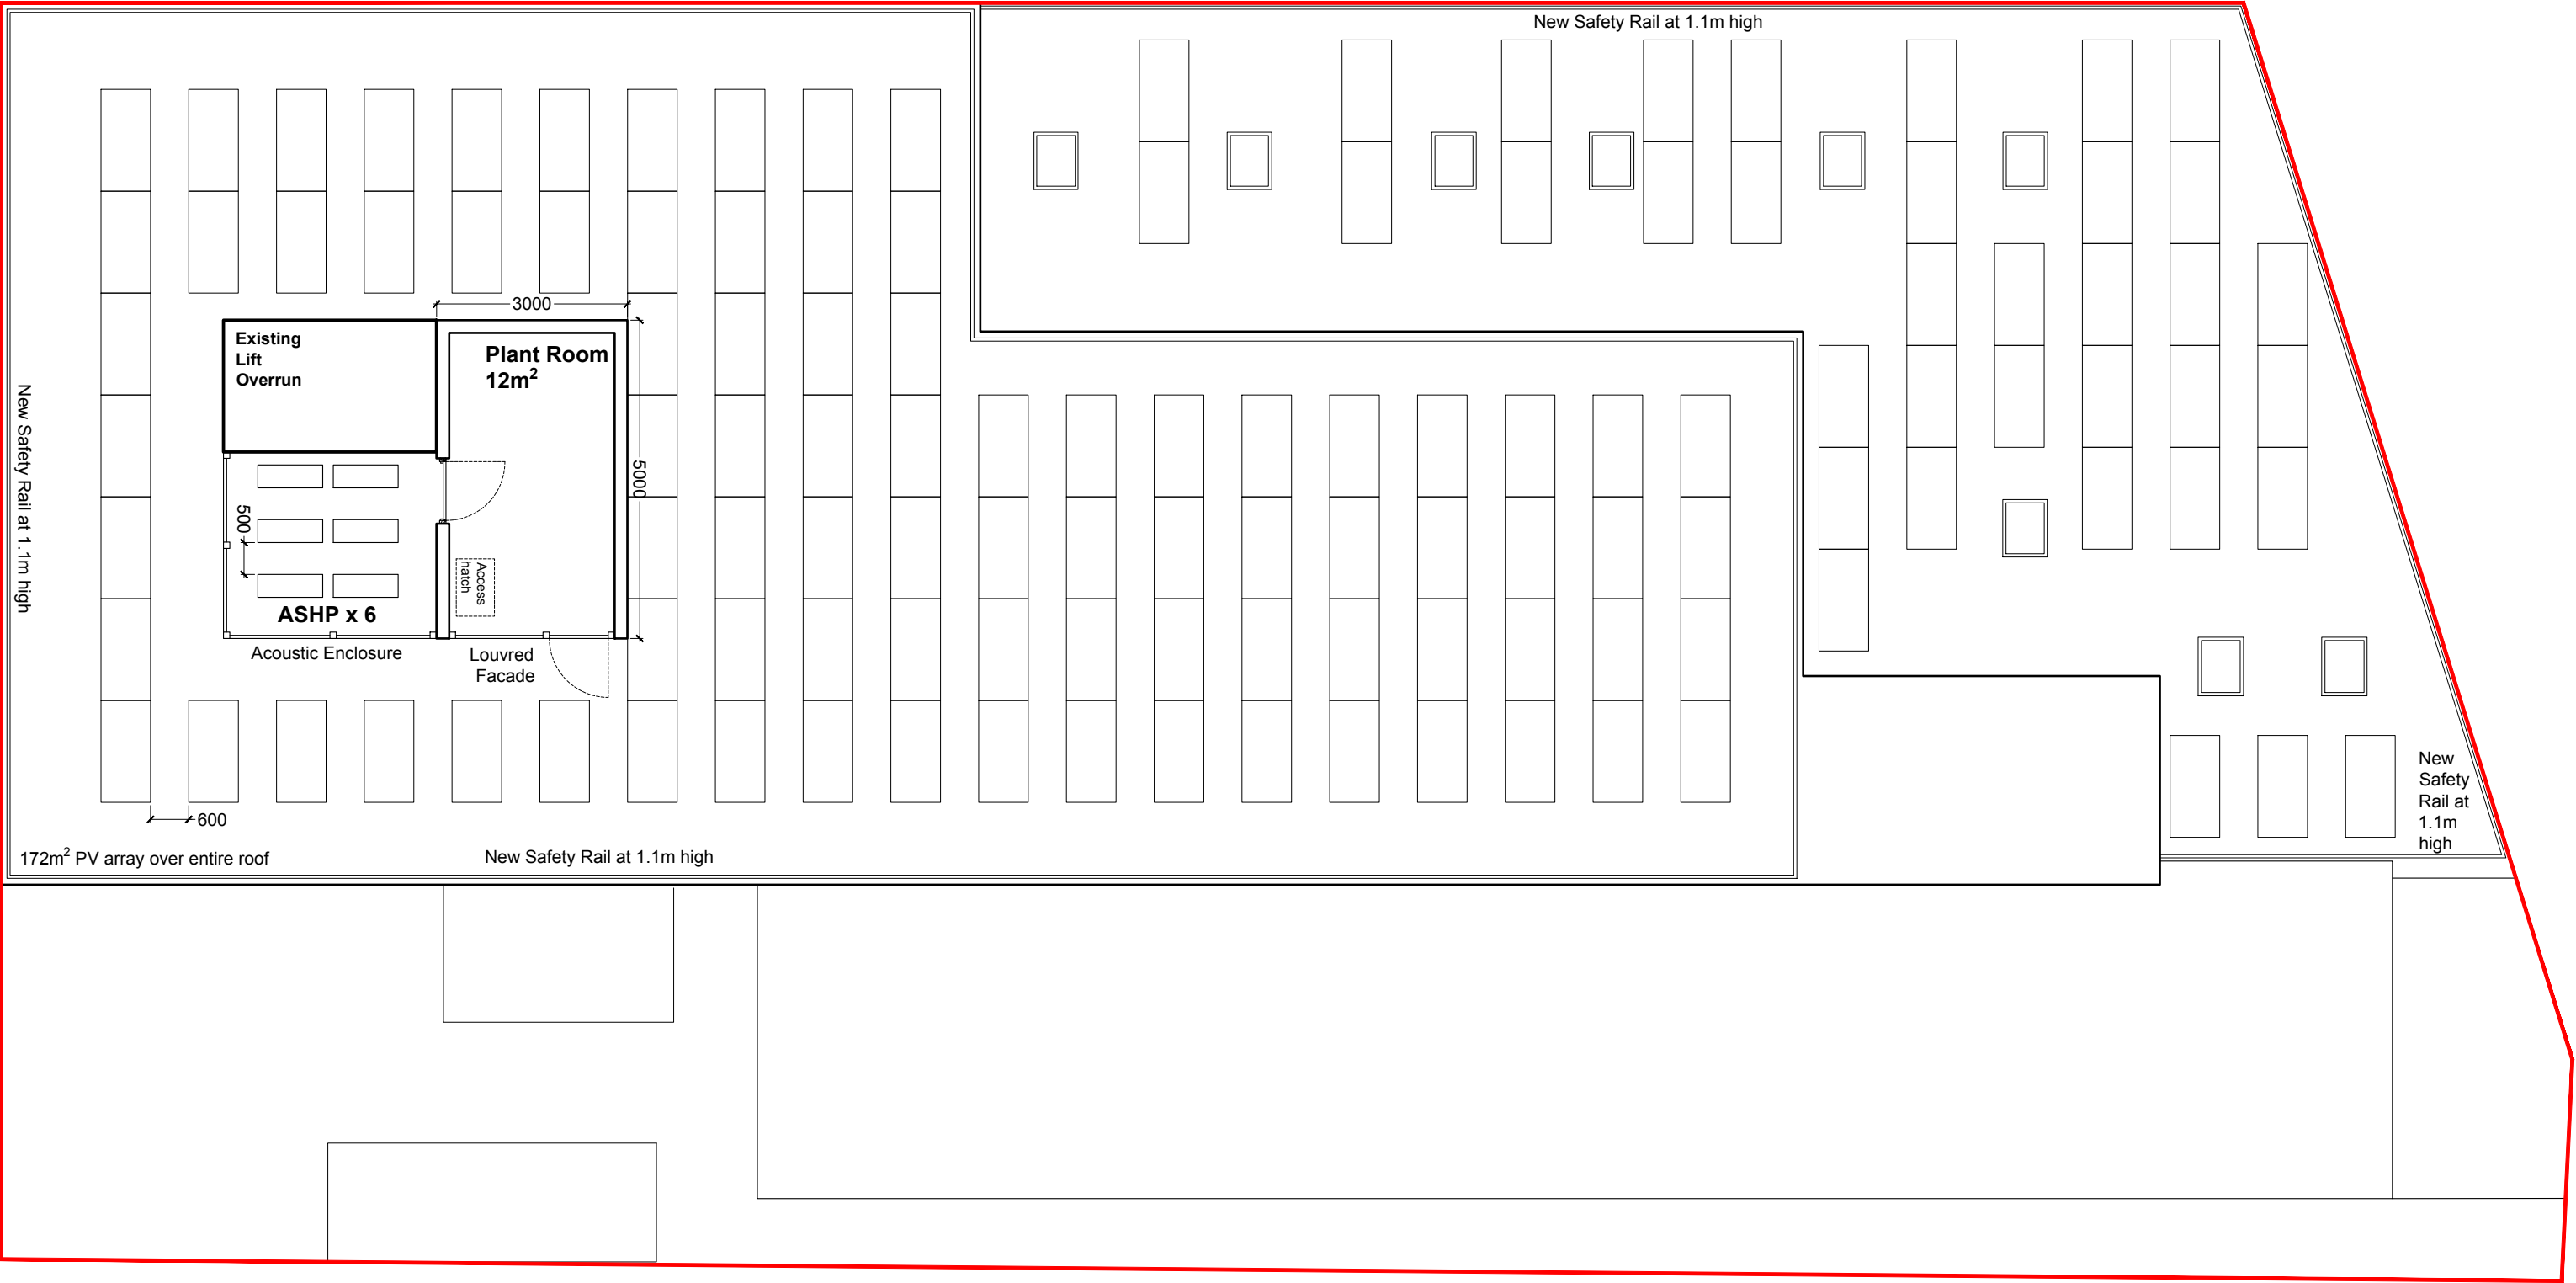 New Safety Rail at 1.1m high
3000
Existing
Lift
Overrun
Plant Room
12m²
New Safety Rail at 1.1m high
5000
500
Access
hatch
ASHP x 6
Acoustic Enclosure
Louvred
Facade
New
Safety
Rail at
1.1m
high
600
172m² PV array over entire roof
New Safety Rail at 1.1m high